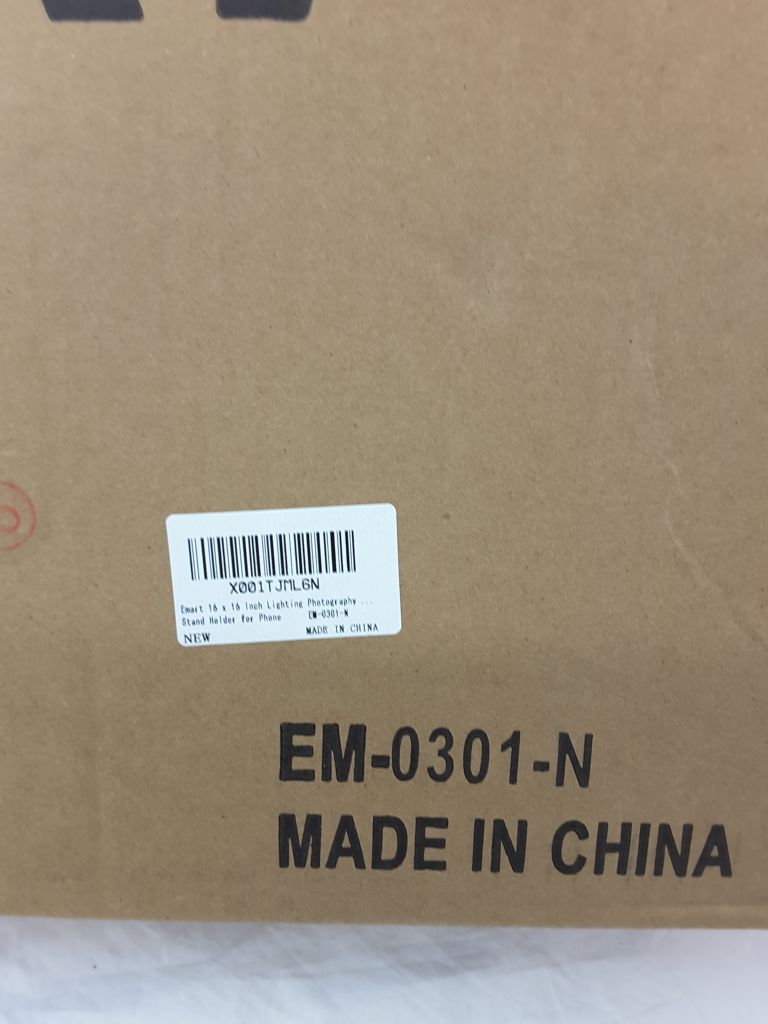 X001TJML6N
Emart 16 x 16 Inch Lighting Photography ...
Stand Holder for Phone EM-0301-N
NEW MADE IN CHINA
EM-0301-N
MADE IN CHINA